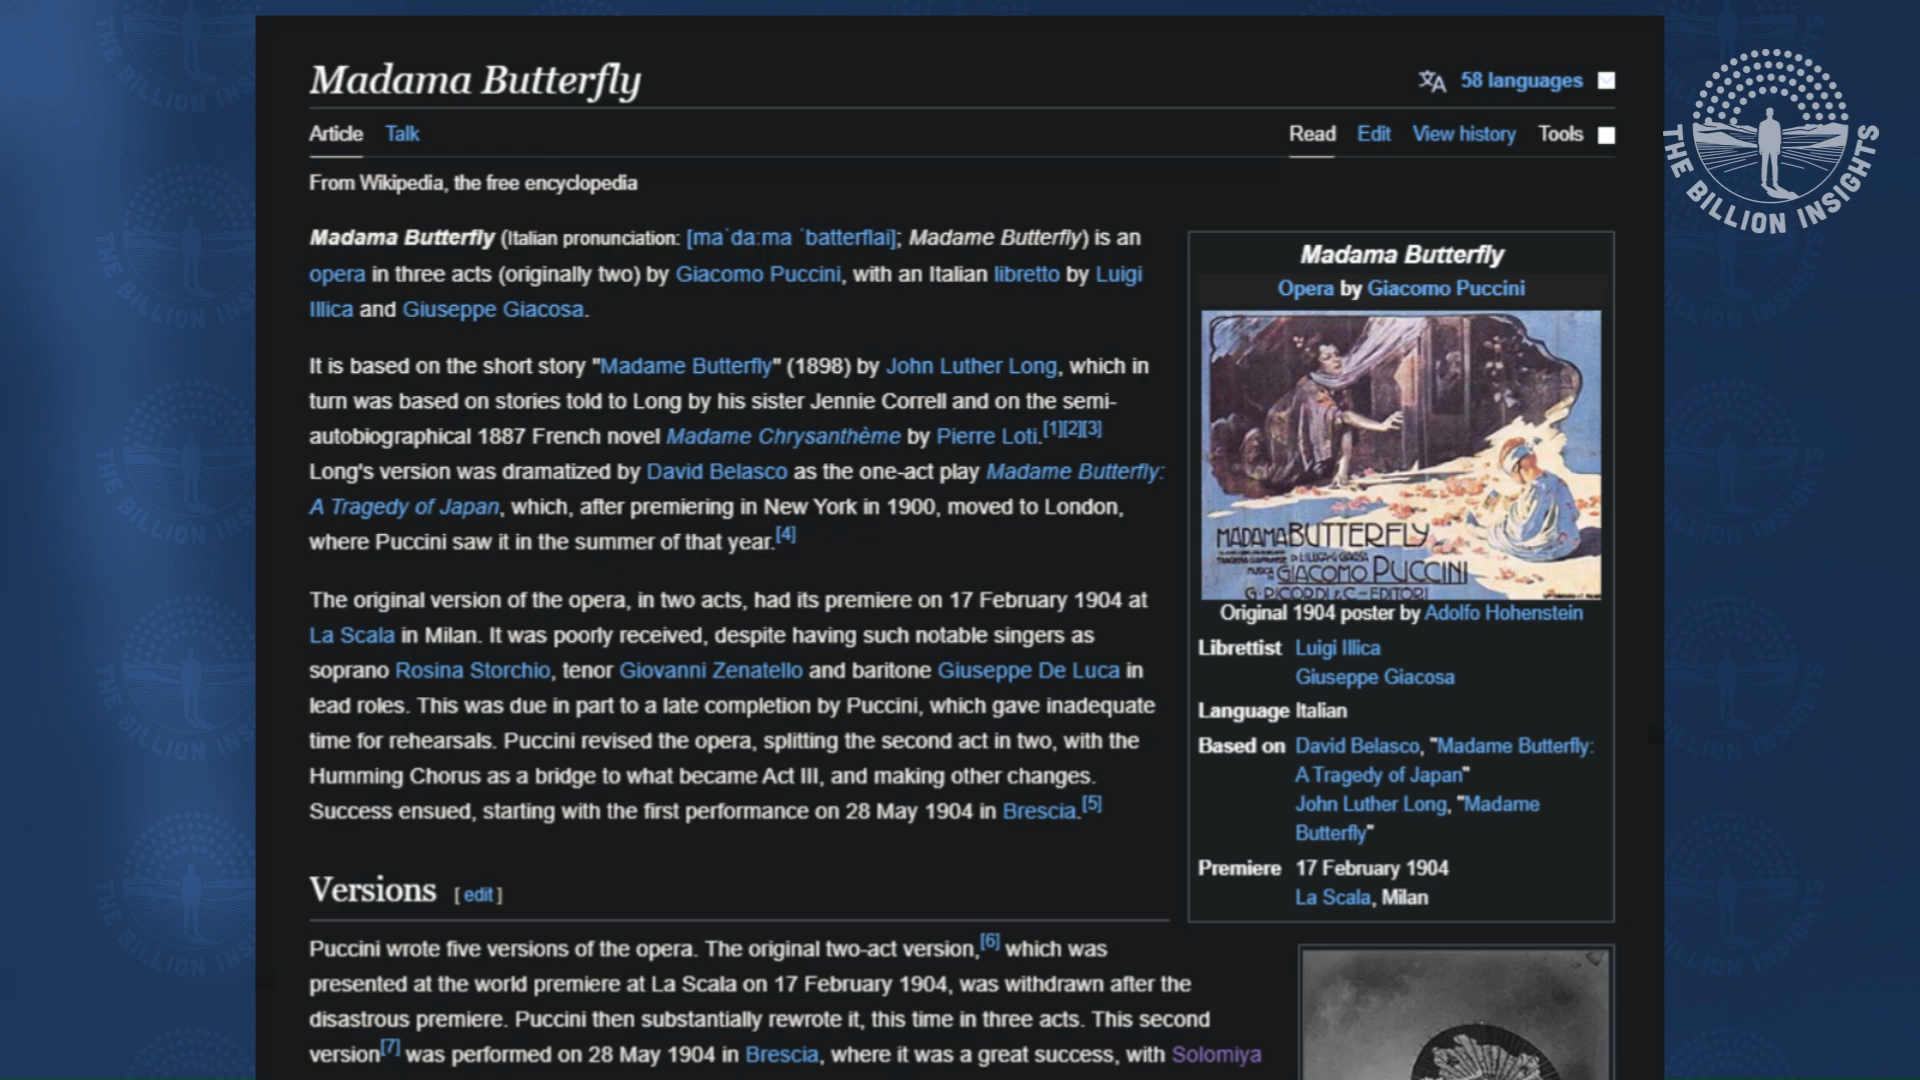 Madama Butterfly
58 languages
Article Talk
Read Edit View history Tools
From Wikipedia, the free encyclopedia
Madama Butterfly (Italian pronunciation: [maˈdaːma ˈbatterflai]; Madame Butterfly) is an
opera in three acts (originally two) by Giacomo Puccini, with an Italian libretto by Luigi
Illica and Giuseppe Giacosa.
It is based on the short story "Madame Butterfly" (1898) by John Luther Long, which in
turn was based on stories told to Long by his sister Jennie Correll and on the semi-
autobiographical 1887 French novel Madame Chrysanthème by Pierre Loti.[1][2][3]
Long's version was dramatized by David Belasco as the one-act play Madame Butterfly:
A Tragedy of Japan, which, after premiering in New York in 1900, moved to London,
where Puccini saw it in the summer of that year.[4]
The original version of the opera, in two acts, had its premiere on 17 February 1904 at
La Scala in Milan. It was poorly received, despite having such notable singers as
soprano Rosina Storchio, tenor Giovanni Zenatello and baritone Giuseppe De Luca in
lead roles. This was due in part to a late completion by Puccini, which gave inadequate
time for rehearsals. Puccini revised the opera, splitting the second act in two, with the
Humming Chorus as a bridge to what became Act III, and making other changes.
Success ensued, starting with the first performance on 28 May 1904 in Brescia.[5]
Versions [ edit ]
Puccini wrote five versions of the opera. The original two-act version,[6] which was
presented at the world premiere at La Scala on 17 February 1904, was withdrawn after the
disastrous premiere. Puccini then substantially rewrote it, this time in three acts. This second
version[7] was performed on 28 May 1904 in Brescia, where it was a great success, with Solomiya
Madama Butterfly
Opera by Giacomo Puccini
MADAMA BUTTERFLY
GIACOMO PUCCINI
G. RICORDI & C - EDITORI
Original 1904 poster by Adolfo Hohenstein
Librettist Luigi Illica
Giuseppe Giacosa
Language Italian
Based on David Belasco, "Madame Butterfly:
A Tragedy of Japan"
John Luther Long, "Madame
Butterfly"
Premiere 17 February 1904
La Scala, Milan
THE BILLION INSIGHTS